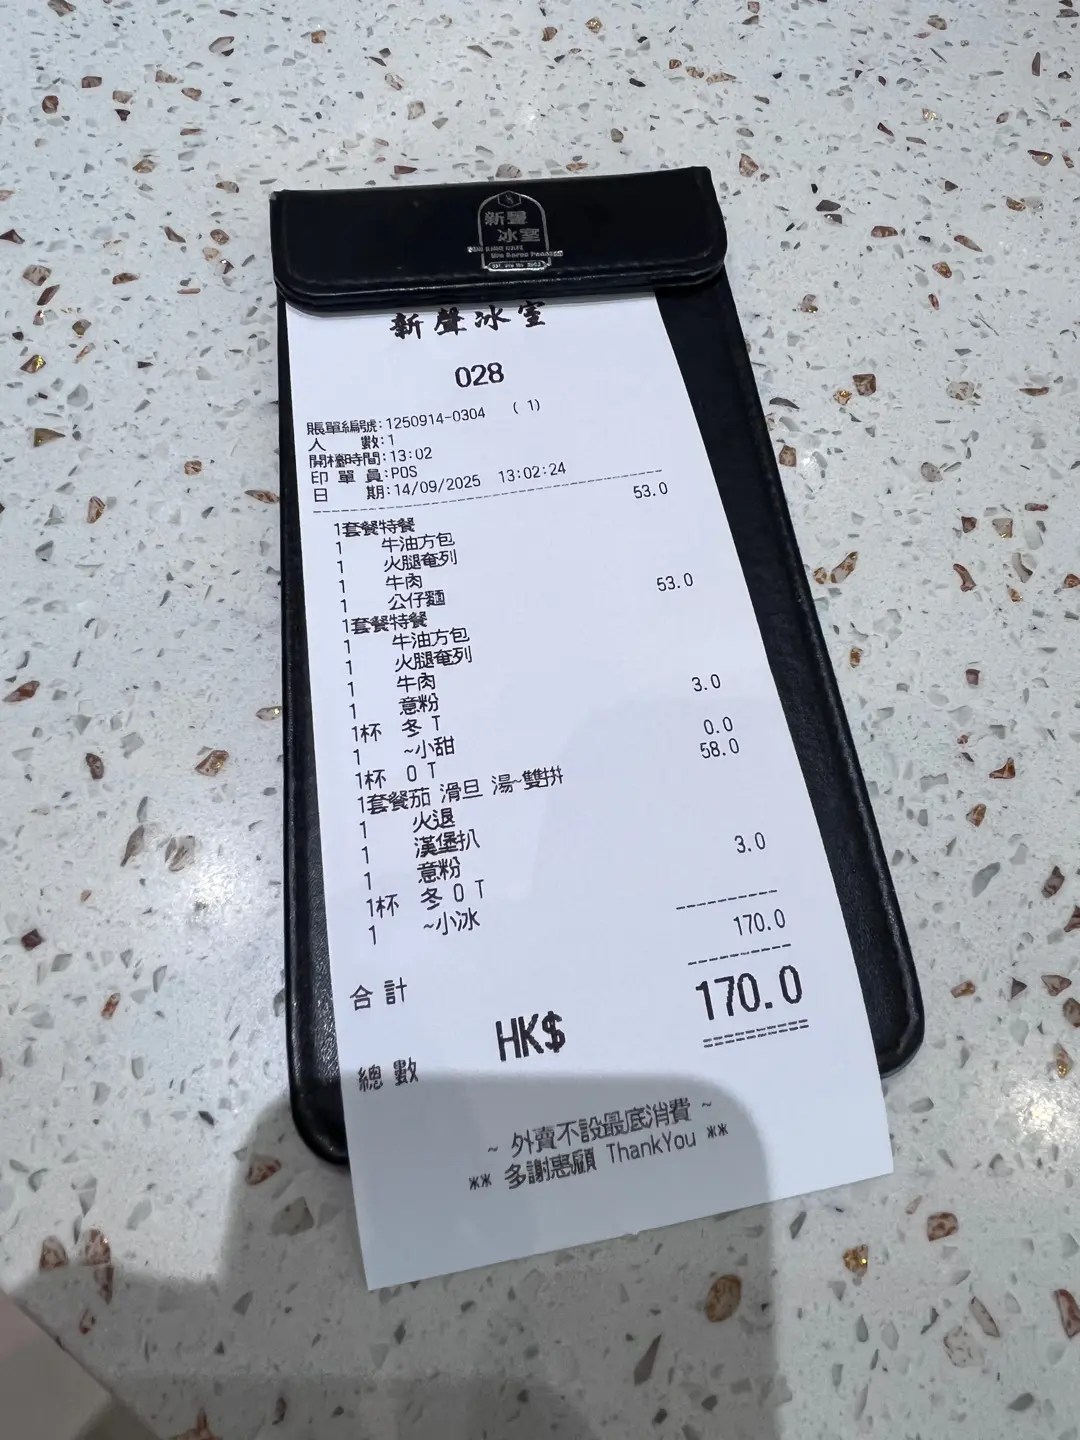 新聲
冰室
新聲冰室
028
賬單編號:1250914-0304 ( 1)
人 數:1
開檯時間:13:02
印 單 員:POS
日 期:14/09/2025 13:02:24
1套餐特餐 53.0
1 牛油方包
1 火腿奄列
1 牛肉
1 公仔麵
1套餐特餐 53.0
1 牛油方包
1 火腿奄列
1 牛肉
1 意粉
1杯 冬 T 3.0
1 ~小甜
1杯 O T 0.0
1套餐茄 滑旦 湯~雙拼 58.0
1 火退
1 漢堡扒
1 意粉
1杯 冬 O T 3.0
1 ~小冰
合 計 170.0
總 數 HK$ 170.0
~ 外賣不設最底消費 ~
** 多謝惠顧 ThankYou **